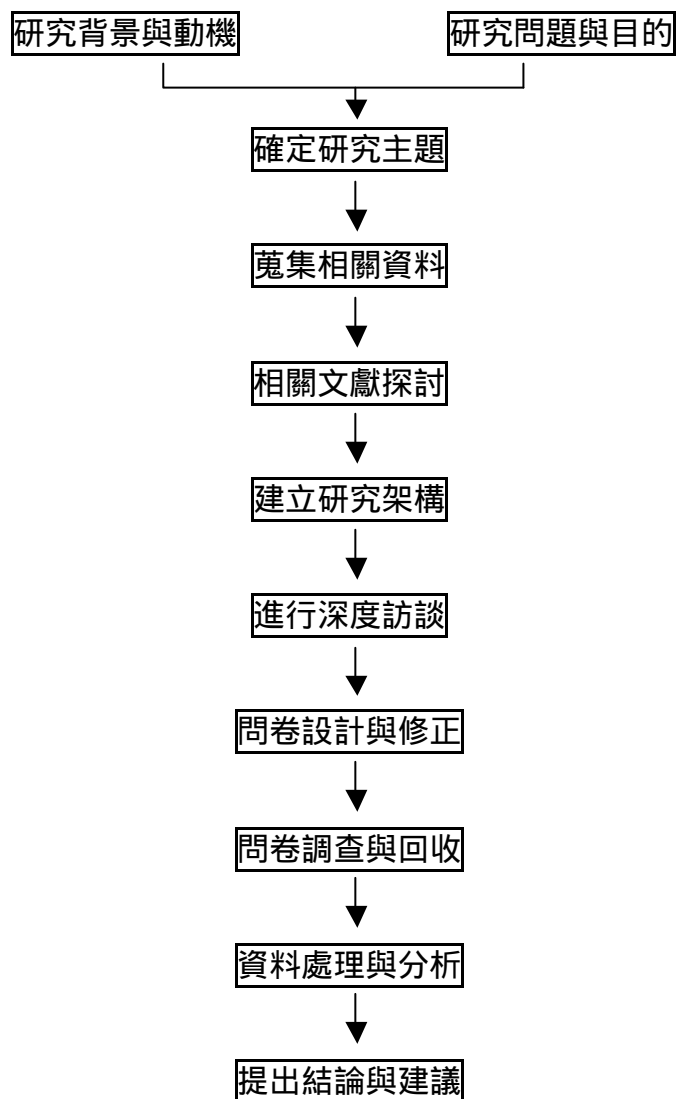 研究背景與動機
研究問題與目的
確定研究主題
蒐集相關資料
相關文獻探討
建立研究架構
進行深度訪談
問卷設計與修正
問卷調查與回收
資料處理與分析
提出結論與建議